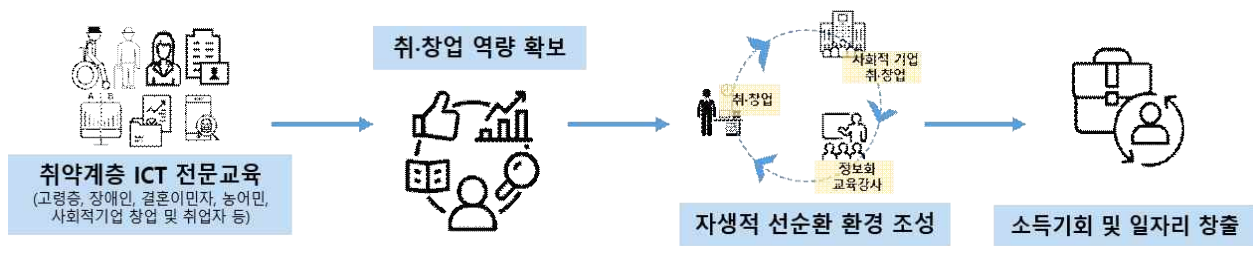 취약계층 ICT 전문교육
(고령층, 장애인, 결혼이민자, 농어민,
사회적기업 창업 및 취업자 등)
A B
취·창업 역량 확보
사회적 기업
취·창업
취·창업
정보화
교육강사
자생적 선순환 환경 조성
소득기회 및 일자리 창출